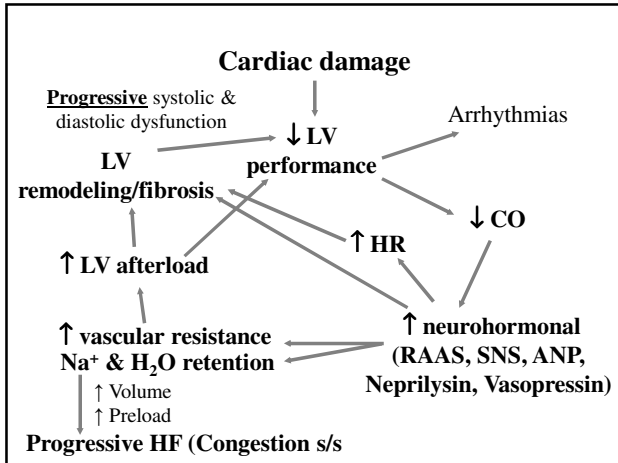 Cardiac damage
Progressive systolic &
diastolic dysfunction
↓ LV
performance
Arrhythmias
LV
remodeling/fibrosis
↓ CO
↑ HR
↑ LV afterload
↑ vascular resistance
Na⁺ & H₂O retention
↑ neurohormonal
(RAAS, SNS, ANP,
Neprilysin, Vasopressin)
↑ Volume
↑ Preload
Progressive HF (Congestion s/s